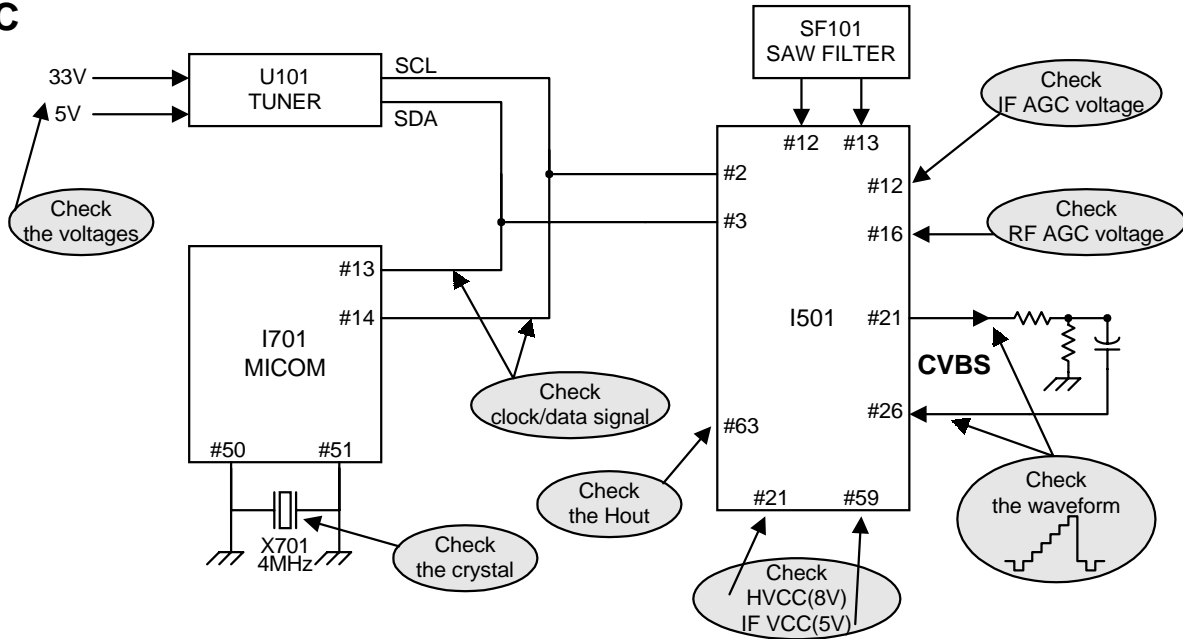 C
SF101
SAW FILTER
33V
5V
U101
TUNER
SCL
SDA
Check
IF AGC voltage
#12
#13
#2
#12
Check
the voltages
#3
#16
Check
RF AGC voltage
#13
#14
I701
MICOM
I501
#21
CVBS
Check
clock/data signal
#26
#63
#50
#51
Check
the Hout
#21
#59
Check
the waveform
X701
4MHz
Check
the crystal
Check
HVCC(8V)
IF VCC(5V)